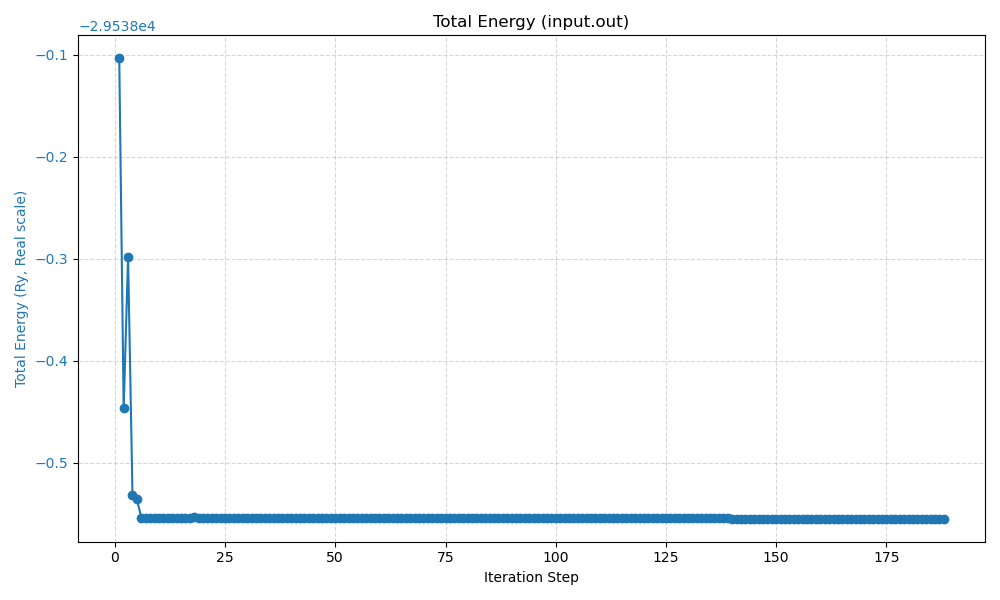 Total Energy (input.out)
−2.9538e4
−0.1
−0.2
−0.3
−0.4
−0.5
Total Energy (Ry, Real scale)
0 25 50 75 100 125 150 175
Iteration Step